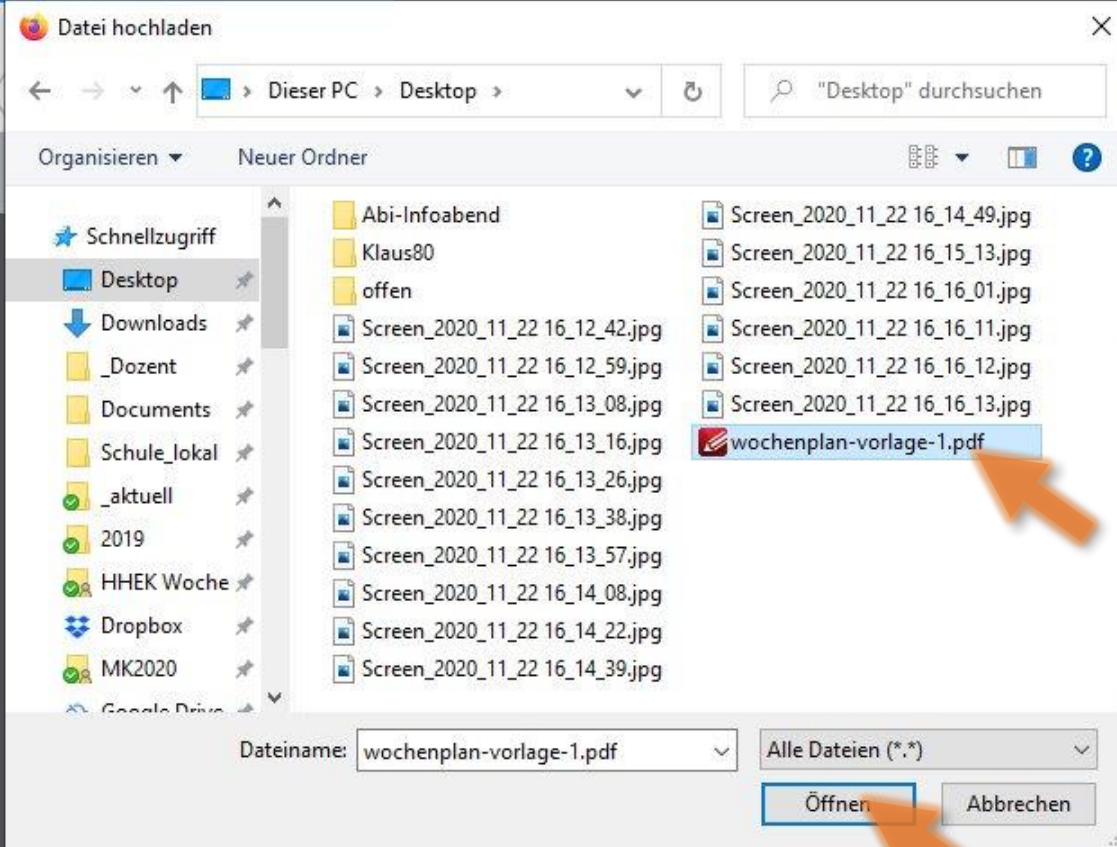 Datei hochladen
Dieser PC > Desktop >
"Desktop" durchsuchen
Organisieren
Neuer Ordner
Schnellzugriff
Desktop
Downloads
_Dozent
Documents
Schule_lokal
_aktuell
2019
HHEK Woche
Dropbox
MK2020
Google Drive
Abi-Infoabend
Klaus80
offen
Screen_2020_11_22 16_12_42.jpg
Screen_2020_11_22 16_12_59.jpg
Screen_2020_11_22 16_13_08.jpg
Screen_2020_11_22 16_13_16.jpg
Screen_2020_11_22 16_13_26.jpg
Screen_2020_11_22 16_13_38.jpg
Screen_2020_11_22 16_13_57.jpg
Screen_2020_11_22 16_14_08.jpg
Screen_2020_11_22 16_14_22.jpg
Screen_2020_11_22 16_14_39.jpg
Screen_2020_11_22 16_14_49.jpg
Screen_2020_11_22 16_15_13.jpg
Screen_2020_11_22 16_16_01.jpg
Screen_2020_11_22 16_16_11.jpg
Screen_2020_11_22 16_16_12.jpg
Screen_2020_11_22 16_16_13.jpg
wochenplan-vorlage-1.pdf
Dateiname: wochenplan-vorlage-1.pdf
Alle Dateien (*.*)
Öffnen
Abbrechen